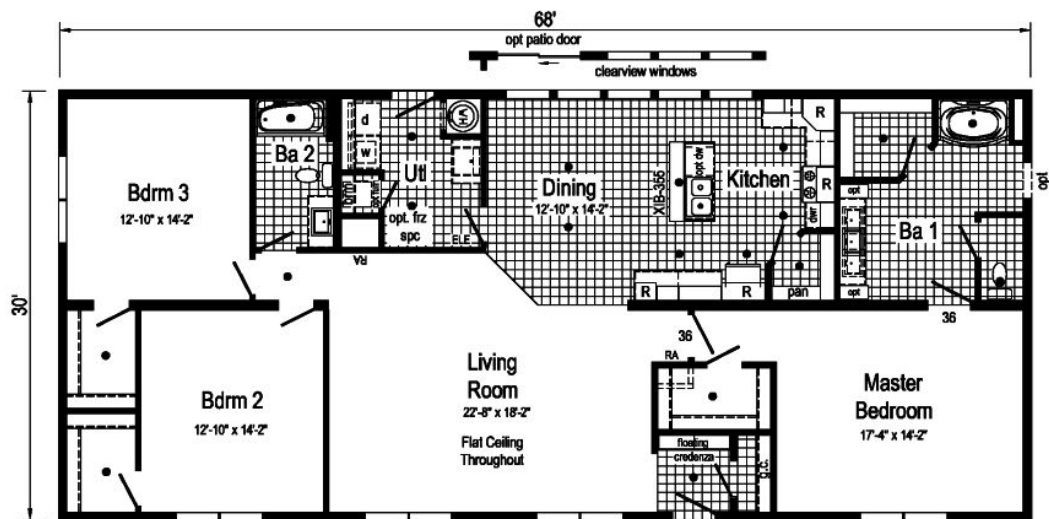 68'
opt patio door
clearview windows
30'
Bdrm 3
12'-10" x 14'-2"
Ba 2
d
w
WH
Utl
opt. frz
spc
ELE
RA
Dining
12'-10" x 14'-2"
XIB-355
opt dw
Kitchen
R
R
dwr
R
R
pan
opt
opt
Ba 1
opt
36
36
RA
Bdrm 2
12'-10" x 14'-2"
Living
Room
22'-8" x 18'-2"
Flat Ceiling
Throughout
floating
credenza
g.c.
Master
Bedroom
17'-4" x 14'-2"